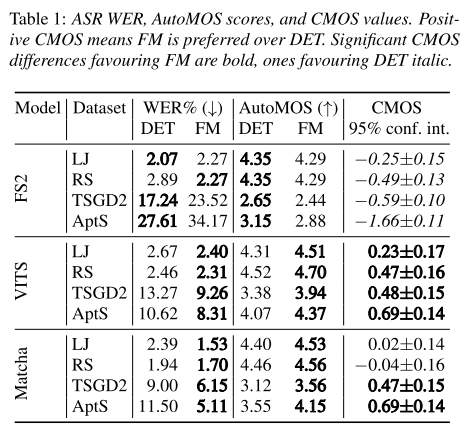 Table 1: ASR WER, AutoMOS scores, and CMOS values. Posit-
ive CMOS means FM is preferred over DET. Significant CMOS
differences favouring FM are bold, ones favouring DET italic.
Model Dataset WER% (↓) AutoMOS (↑) CMOS
DET FM DET FM 95% conf. int.
FS2
LJ 2.07 2.27 4.35 4.29 −0.25±0.15
RS 2.89 2.27 4.35 4.29 −0.49±0.13
TSGD2 17.24 23.52 2.65 2.44 −0.59±0.10
AptS 27.61 34.17 3.15 2.88 −1.66±0.11
VITS
LJ 2.67 2.40 4.31 4.51 0.23±0.17
RS 2.46 2.31 4.52 4.70 0.47±0.16
TSGD2 13.27 9.26 3.38 3.94 0.48±0.15
AptS 10.62 8.31 4.07 4.37 0.69±0.14
Matcha
LJ 2.39 1.53 4.40 4.53 0.02±0.14
RS 1.94 1.70 4.46 4.56 −0.04±0.16
TSGD2 9.00 6.15 3.12 3.56 0.47±0.15
AptS 11.50 5.11 3.55 4.15 0.69±0.14